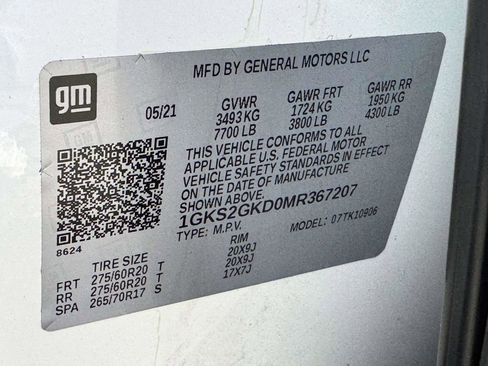 MFD BY GENERAL MOTORS LLC
gm
05/21 GVWR GAWR FRT GAWR RR
3493 KG 1724 KG 1950 KG
7700 LB 3800 LB 4300 LB
THIS VEHICLE CONFORMS TO ALL
APPLICABLE U.S. FEDERAL MOTOR
VEHICLE SAFETY STANDARDS IN EFFECT
ON THE DATE OF MANUFACTURE
SHOWN ABOVE.
1GKS2GKD0MR367207
TYPE: M.P.V. MODEL: 07TK10906
8624
TIRE SIZE RIM
FRT 275/60R20 T 20X9J
RR 275/60R20 T 20X9J
SPA 265/70R17 S 17X7J